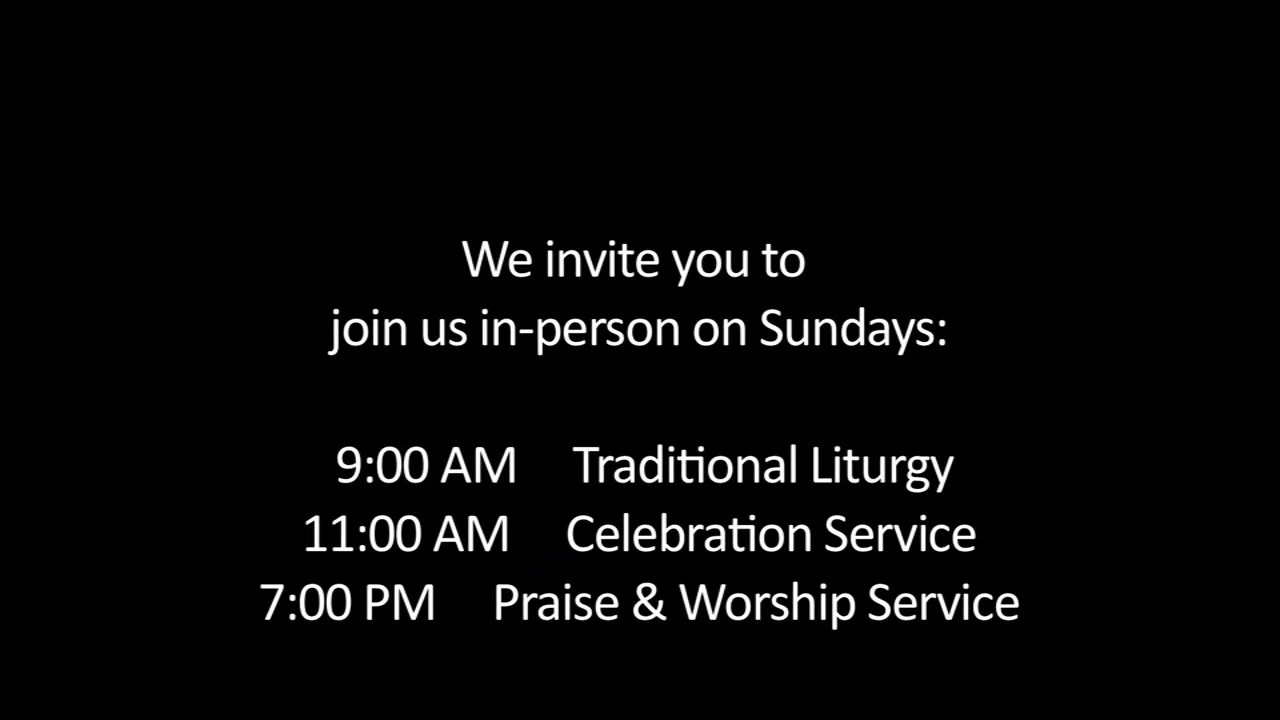 We invite you to
join us in-person on Sundays:
9:00 AM Traditional Liturgy
11:00 AM Celebration Service
7:00 PM Praise & Worship Service